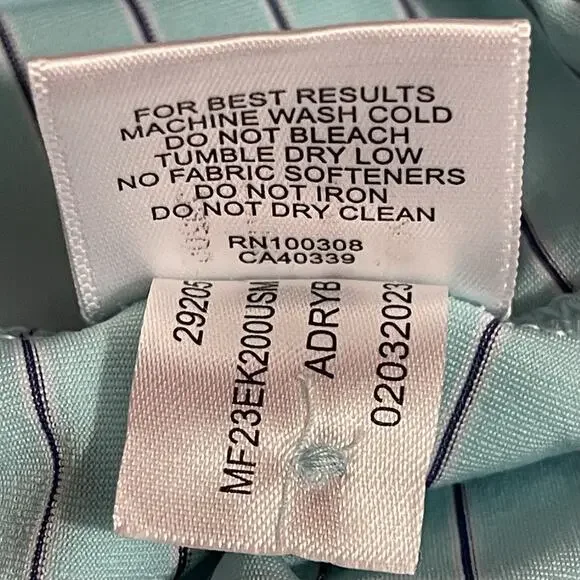 FOR BEST RESULTS
MACHINE WASH COLD
DO NOT BLEACH
TUMBLE DRY LOW
NO FABRIC SOFTENERS
DO NOT IRON
DO NOT DRY CLEAN
RN100308
CA40339
29205
MF23EK200USM
ADRYB
02032023